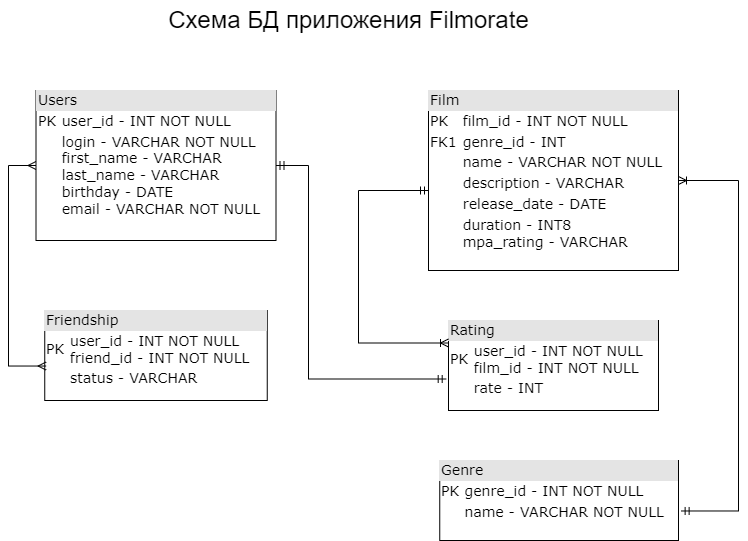 Схема БД приложения Filmorate
Users
PK user_id - INT NOT NULL
login - VARCHAR NOT NULL
first_name - VARCHAR
last_name - VARCHAR
birthday - DATE
email - VARCHAR NOT NULL
Film
PK film_id - INT NOT NULL
FK1 genre_id - INT
name - VARCHAR NOT NULL
description - VARCHAR
release_date - DATE
duration - INT8
mpa_rating - VARCHAR
Friendship
PK user_id - INT NOT NULL
friend_id - INT NOT NULL
status - VARCHAR
Rating
PK user_id - INT NOT NULL
film_id - INT NOT NULL
rate - INT
Genre
PK genre_id - INT NOT NULL
name - VARCHAR NOT NULL